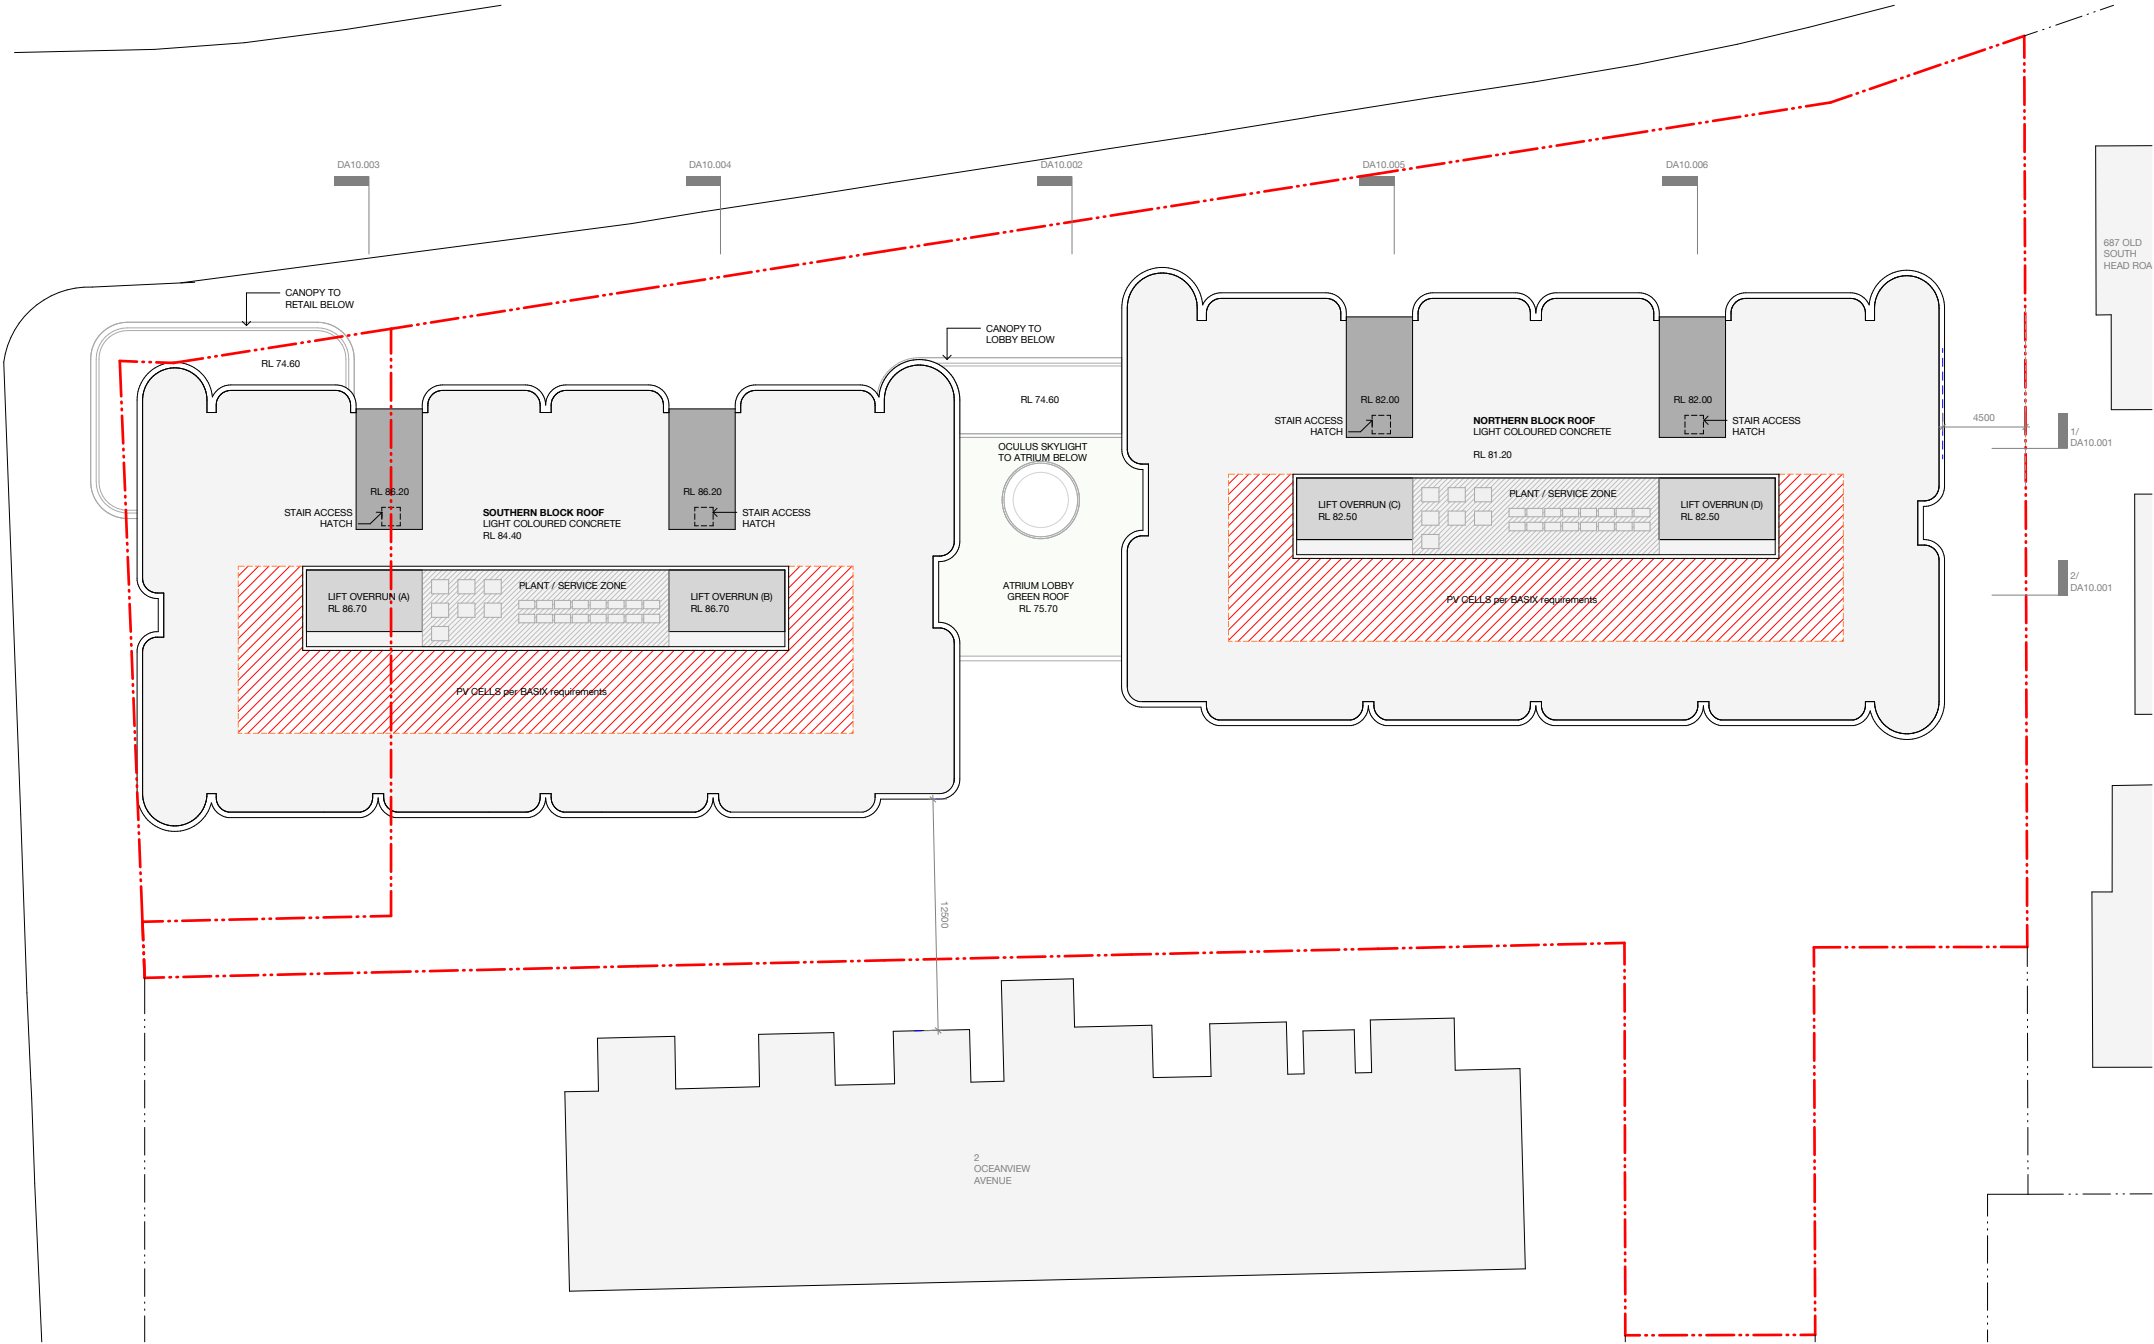 DA10.003
DA10.004
DA10.002
DA10.005
DA10.006
687 OLD
SOUTH
HEAD ROA
CANOPY TO
RETAIL BELOW
RL 74.60
CANOPY TO
LOBBY BELOW
RL 74.60
OCULUS SKYLIGHT
TO ATRIUM BELOW
ATRIUM LOBBY
GREEN ROOF
RL 75.70
RL 86.20
STAIR ACCESS
HATCH
SOUTHERN BLOCK ROOF
LIGHT COLOURED CONCRETE
RL 84.40
RL 86.20
STAIR ACCESS
HATCH
LIFT OVERRUN (A)
RL 86.70
PLANT / SERVICE ZONE
LIFT OVERRUN (B)
RL 86.70
PV CELLS per BASIX requirements
RL 82.00
STAIR ACCESS
HATCH
NORTHERN BLOCK ROOF
LIGHT COLOURED CONCRETE
RL 81.20
RL 82.00
STAIR ACCESS
HATCH
LIFT OVERRUN (C)
RL 82.50
PLANT / SERVICE ZONE
LIFT OVERRUN (D)
RL 82.50
PV CELLS per BASIX requirements
4500
1/
DA10.001
2/
DA10.001
12500
2
OCEANVIEW
AVENUE